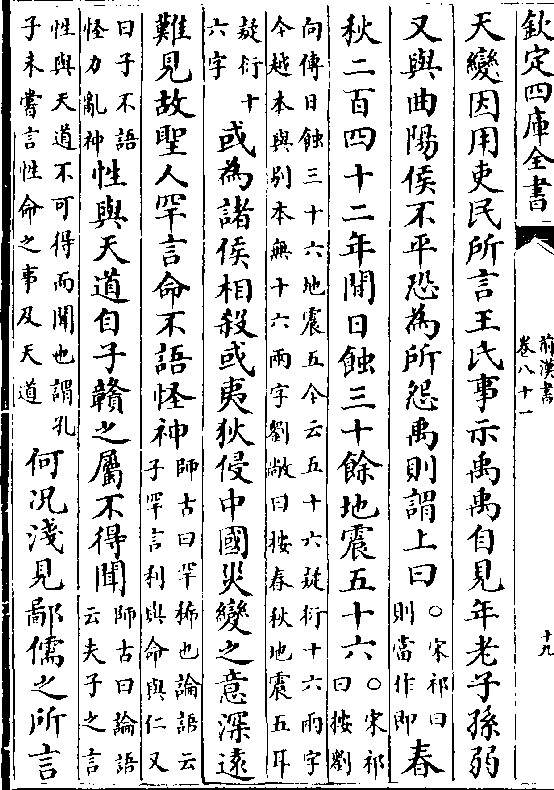 欽定四庫全書
前漢書
卷八十一
十九
天變因用吏民所言王氏事示禹禹自見年老子孫弱
又與曲陽侯不平恐為所怨禹則謂上曰○宋祁曰則當作即春
秋二百四十二年間日蝕三十餘地震五十六○宋祁曰按劉
向傳日蝕三十六地震五今云五十六疑衍十六兩字
今越本與别本無十六兩字劉敞曰按春秋地震五耳
疑衍十六字或為諸侯相殺或夷狄侵中國災變之意深遠
難見故聖人罕言命不語怪神師古曰罕稀也論語云子罕言利與命與仁又
曰子不語怪力亂神性與天道自子贛之屬不得聞師古曰論語云夫子之言
性與天道不可得而聞也謂孔子未嘗言性命之事及天道何況淺見鄙儒之所言